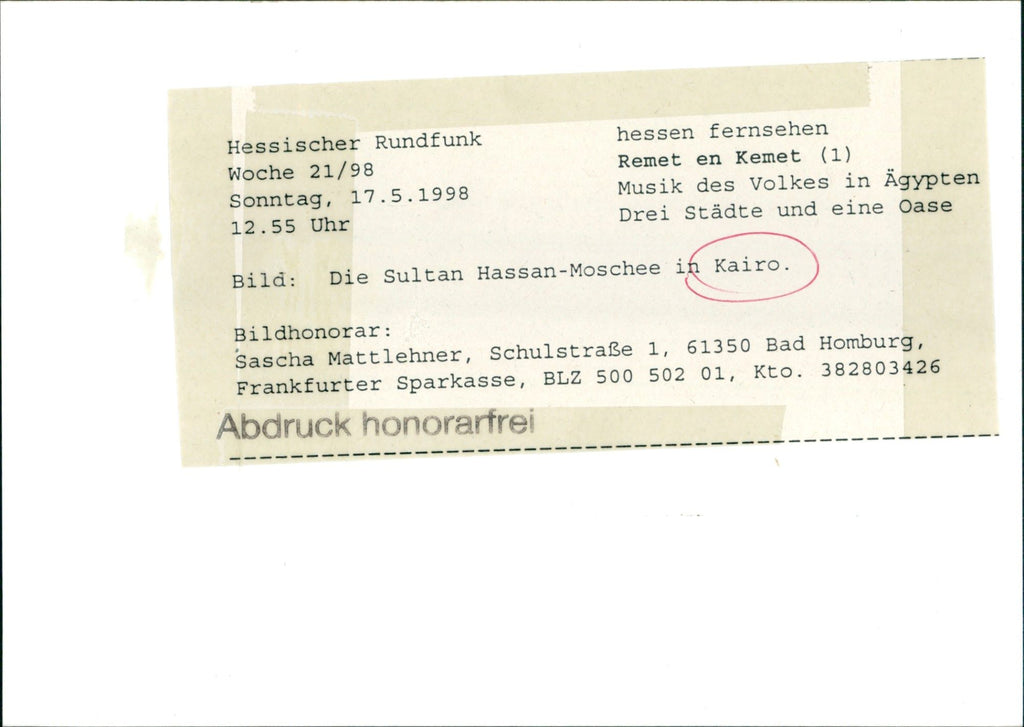 Hessischer Rundfunk
Woche 21/98
Sonntag, 17.5.1998
12.55 Uhr
hessen fernsehen
Remet en Kemet (1)
Musik des Volkes in Ägypten
Drei Städte und eine Oase
Bild: Die Sultan Hassan-Moschee in Kairo.
Bildhonorar:
Sascha Mattlehner, Schulstraße 1, 61350 Bad Homburg,
Frankfurter Sparkasse, BLZ 500 502 01, Kto. 382803426
Abdruck honorarfrei